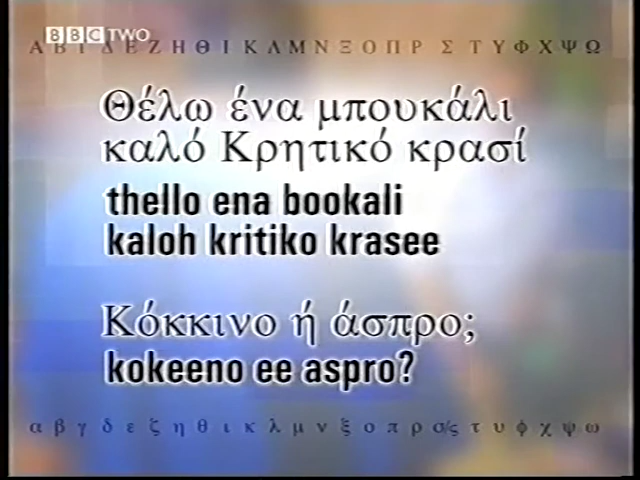 BBC TWO
Α Β Γ Δ Ε Ζ Η Θ Ι Κ Λ Μ Ν Ξ Ο Π Ρ Σ Τ Υ Φ Χ Ψ Ω
Θέλω ένα μπουκάλι
καλό Κρητικό κρασί
thello ena bookali
kaloh kritiko krasee
Κόκκινο ή άσπρο;
kokeeno ee aspro?
α β γ δ ε ζ η θ ι κ λ μ ν ξ ο π ρ σ/ς τ υ φ χ ψ ω